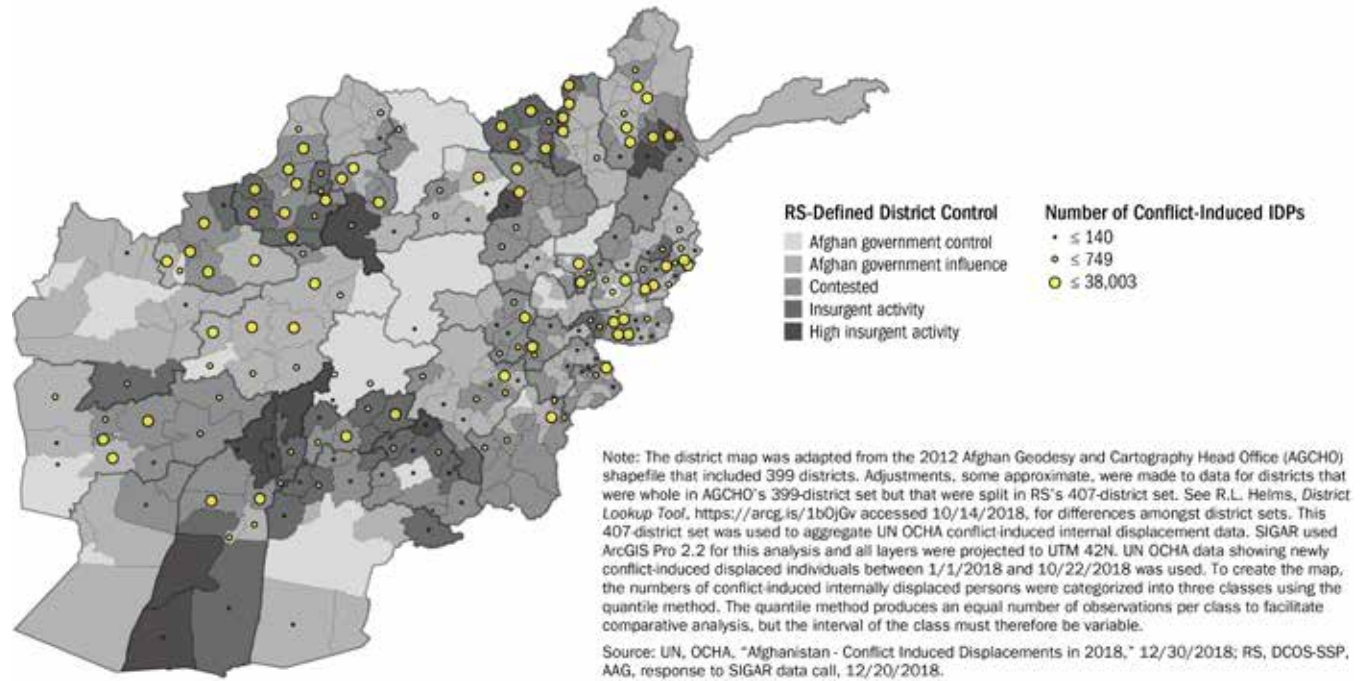 RS-Defined District Control
Afghan government control
Afghan government influence
Contested
Insurgent activity
High insurgent activity
Number of Conflict-Induced IDPs
≤ 140
≤ 749
≤ 38,003
Note: The district map was adapted from the 2012 Afghan Geodesy and Cartography Head Office (AGCHO)
shapefile that included 399 districts. Adjustments, some approximate, were made to data for districts that
were whole in AGCHO's 399-district set but that were split in RS's 407-district set. See R.L. Helms, District
Lookup Tool, https://arcg.is/1bOjGv accessed 10/14/2018, for differences amongst district sets. This
407-district set was used to aggregate UN OCHA conflict-induced internal displacement data. SIGAR used
ArcGIS Pro 2.2 for this analysis and all layers were projected to UTM 42N. UN OCHA data showing newly
conflict-induced displaced individuals between 1/1/2018 and 10/22/2018 was used. To create the map,
the numbers of conflict-induced internally displaced persons were categorized into three classes using the
quantile method. The quantile method produces an equal number of observations per class to facilitate
comparative analysis, but the interval of the class must therefore be variable.
Source: UN, OCHA, "Afghanistan - Conflict Induced Displacements in 2018," 12/30/2018; RS, DCOS-SSP,
AAG, response to SIGAR data call, 12/20/2018.